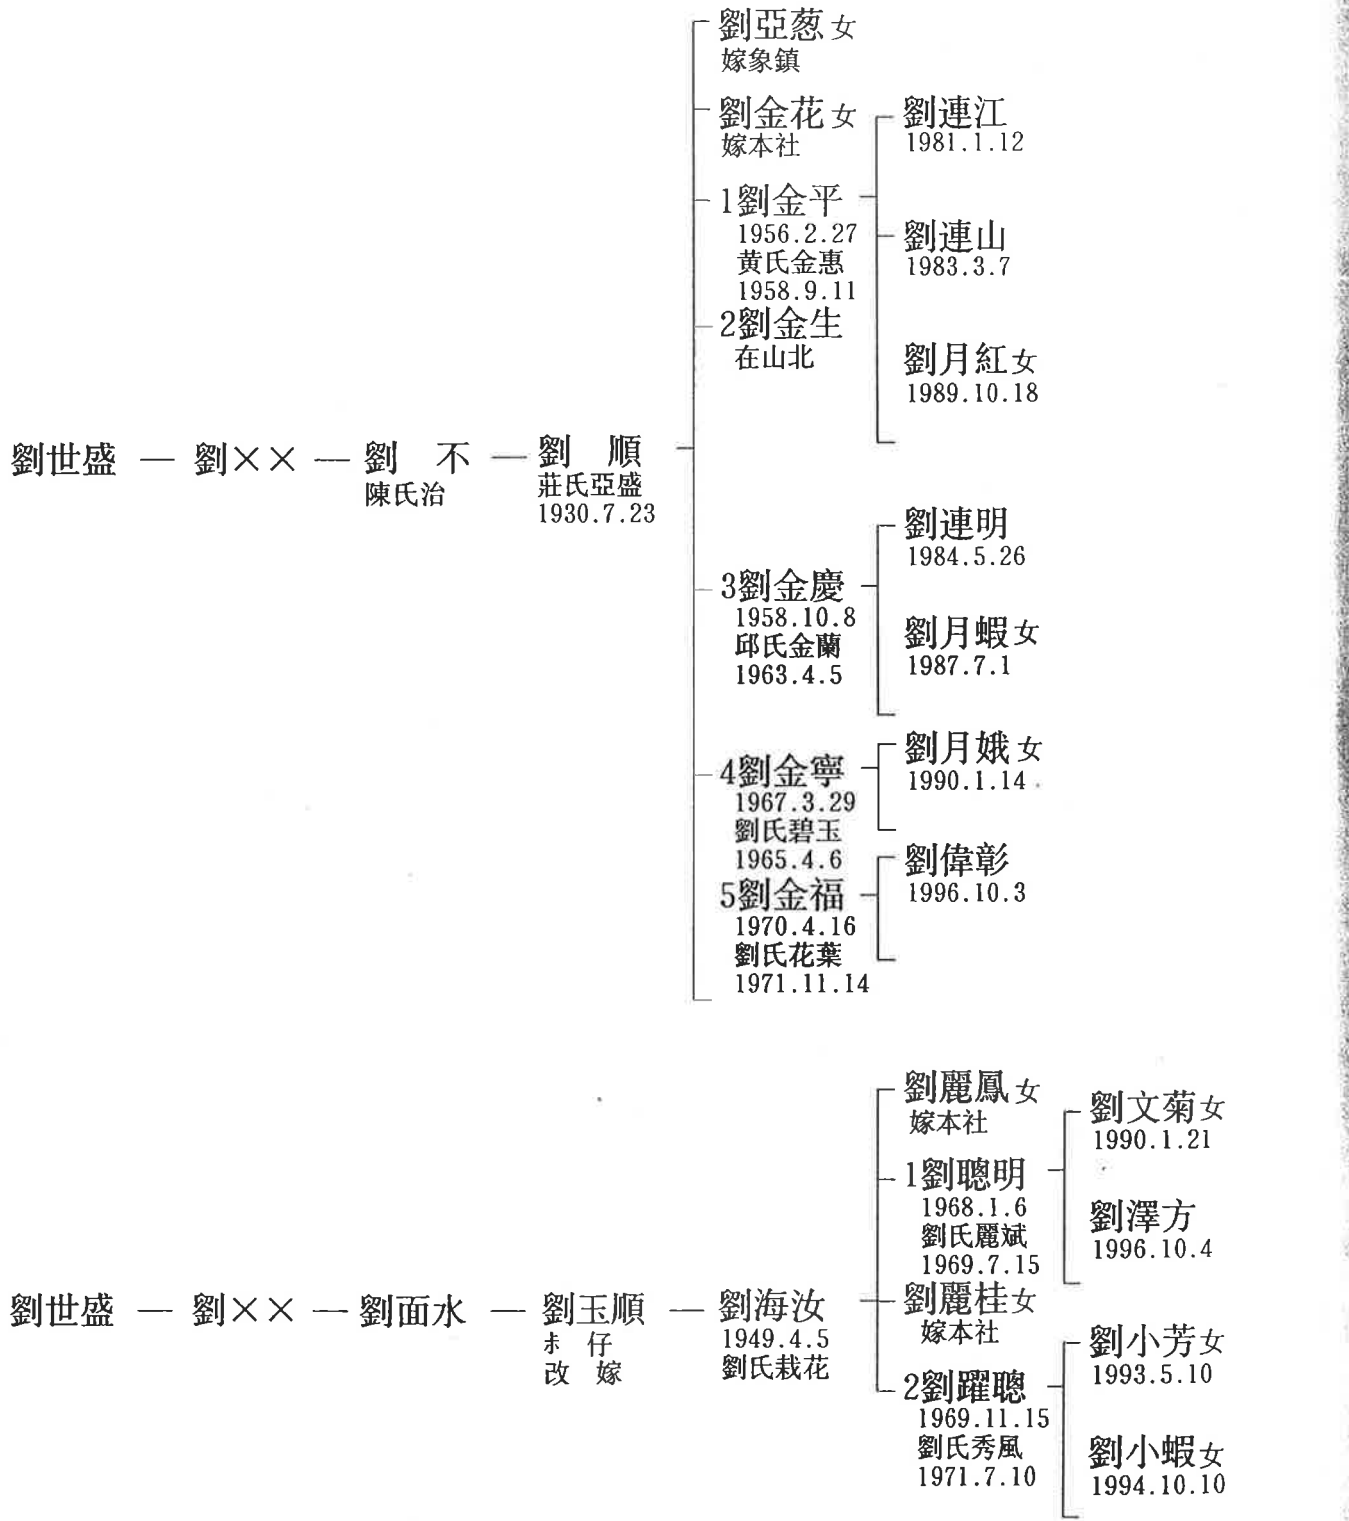 劉世盛 — 劉×× — 劉 不 — 劉 順
陳氏治
莊氏亞盛
1930.7.23
劉亞葱女
嫁象鎮
劉金花女
嫁本社
1劉金平
1956.2.27
黄氏金惠
1958.9.11
劉連江
1981.1.12
劉連山
1983.3.7
劉月紅女
1989.10.18
2劉金生
在山北
3劉金慶
1958.10.8
邱氏金蘭
1963.4.5
劉連明
1984.5.26
劉月蝦女
1987.7.1
4劉金寧
1967.3.29
劉氏碧玉
1965.4.6
劉月娥女
1990.1.14
5劉金福
1970.4.16
劉氏花葉
1971.11.14
劉偉彰
1996.10.3
劉世盛 — 劉×× — 劉面水 — 劉玉順 — 劉海汝
仔
改 嫁
1949.4.5
劉氏栽花
劉麗鳳女
嫁本社
1劉聰明
1968.1.6
劉氏麗斌
1969.7.15
劉文菊女
1990.1.21
劉澤方
1996.10.4
劉麗桂女
嫁本社
2劉躍聰
1969.11.15
劉氏秀風
1971.7.10
劉小芳女
1993.5.10
劉小蝦女
1994.10.10